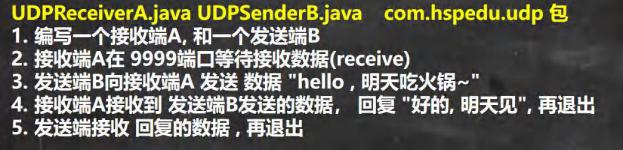 UDPReceiverA.java UDPSenderB.java com.hspedu.udp 包
1. 编写一个接收端A, 和一个发送端B
2. 接收端A在 9999端口等待接收数据(receive)
3. 发送端B向接收端A 发送 数据 "hello , 明天吃火锅~"
4. 接收端A接收到 发送端B发送的数据， 回复 "好的, 明天见", 再退出
5. 发送端接收 回复的数据 , 再退出